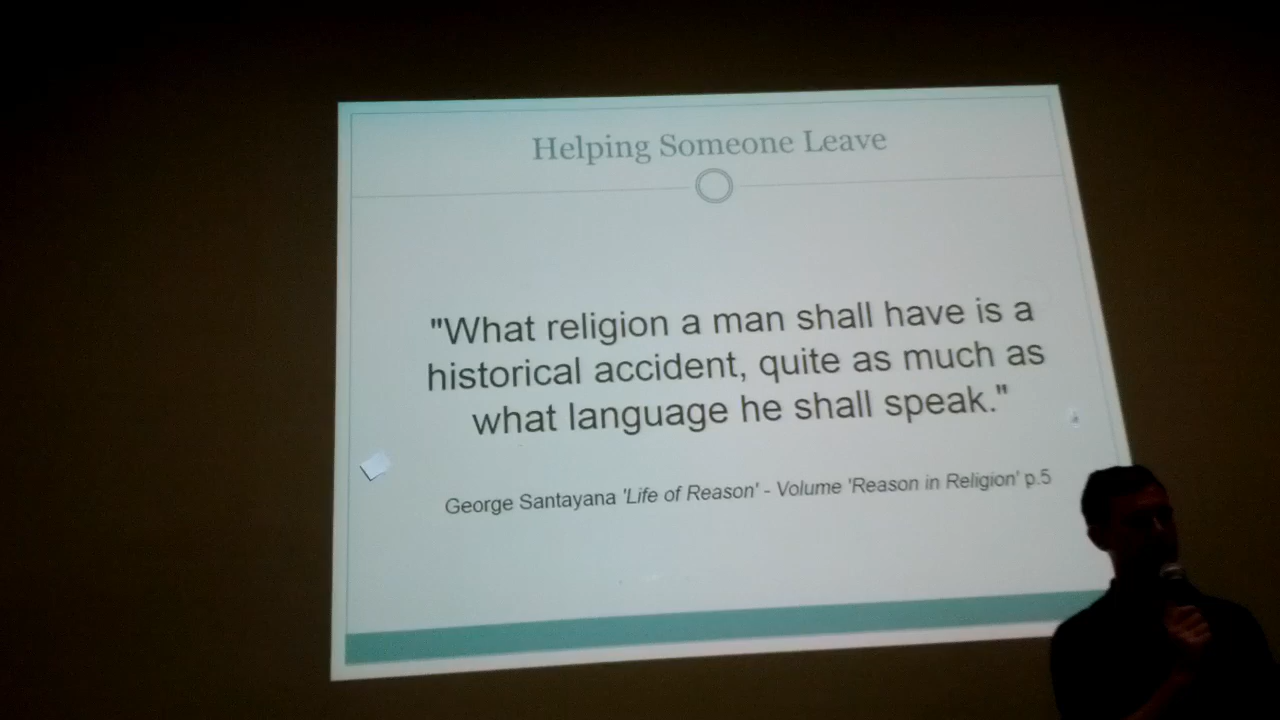 Helping Someone Leave
"What religion a man shall have is a
historical accident, quite as much as
what language he shall speak."
George Santayana 'Life of Reason' - Volume 'Reason in Religion' p.5